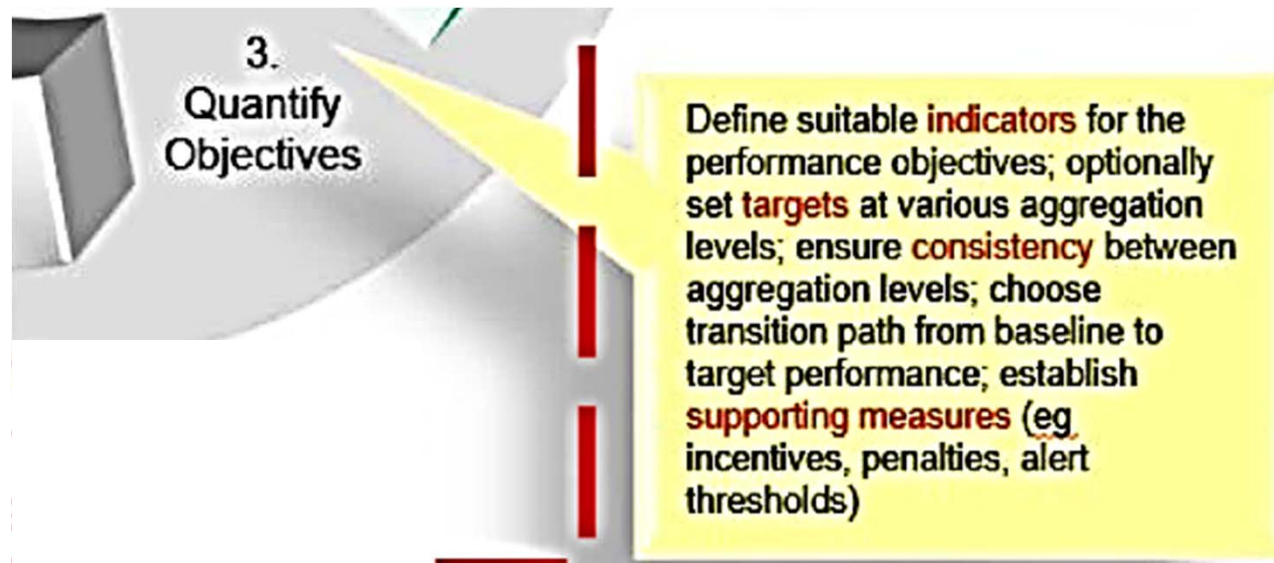 3.
Quantify
Objectives
Define suitable indicators for the
performance objectives; optionally
set targets at various aggregation
levels; ensure consistency between
aggregation levels; choose
transition path from baseline to
target performance; establish
supporting measures (eg
incentives, penalties, alert
thresholds)